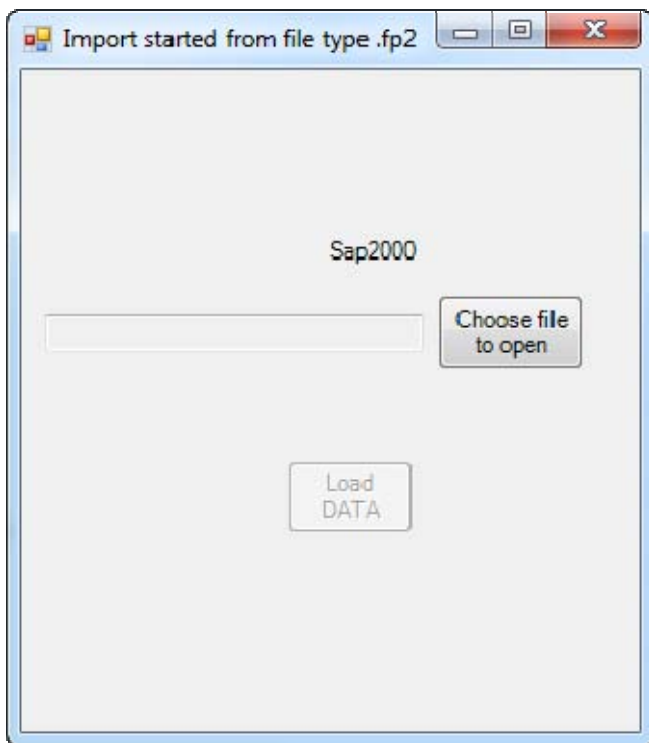 Import started from file type .fp2
Sap2000
Choose file
to open
Load
DATA